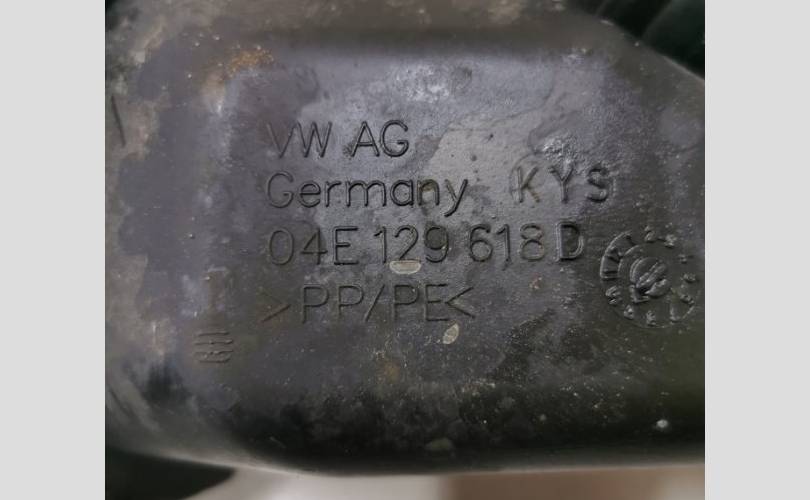 VW AG
Germany KYS
04E 129 618 D
>PP/PE<